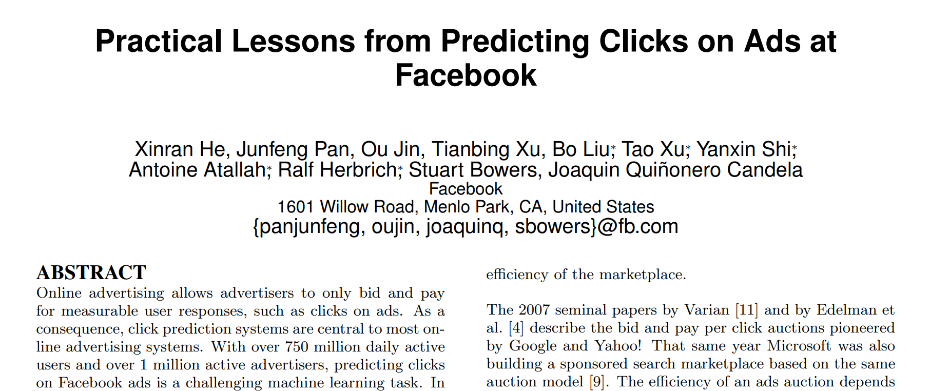 Practical Lessons from Predicting Clicks on Ads at
Facebook
Xinran He, Junfeng Pan, Ou Jin, Tianbing Xu, Bo Liu*, Tao Xu*, Yanxin Shi*,
Antoine Atallah*, Ralf Herbrich*, Stuart Bowers, Joaquin Quiñonero Candela
Facebook
1601 Willow Road, Menlo Park, CA, United States
{panjunfeng, oujin, joaquinq, sbowers}@fb.com
ABSTRACT
Online advertising allows advertisers to only bid and pay
for measurable user responses, such as clicks on ads. As a
consequence, click prediction systems are central to most on-
line advertising systems. With over 750 million daily active
users and over 1 million active advertisers, predicting clicks
on Facebook ads is a challenging machine learning task. In
efficiency of the marketplace.
The 2007 seminal papers by Varian [11] and by Edelman et
al. [4] describe the bid and pay per click auctions pioneered
by Google and Yahoo! That same year Microsoft was also
building a sponsored search marketplace based on the same
auction model [9]. The efficiency of an ads auction depends